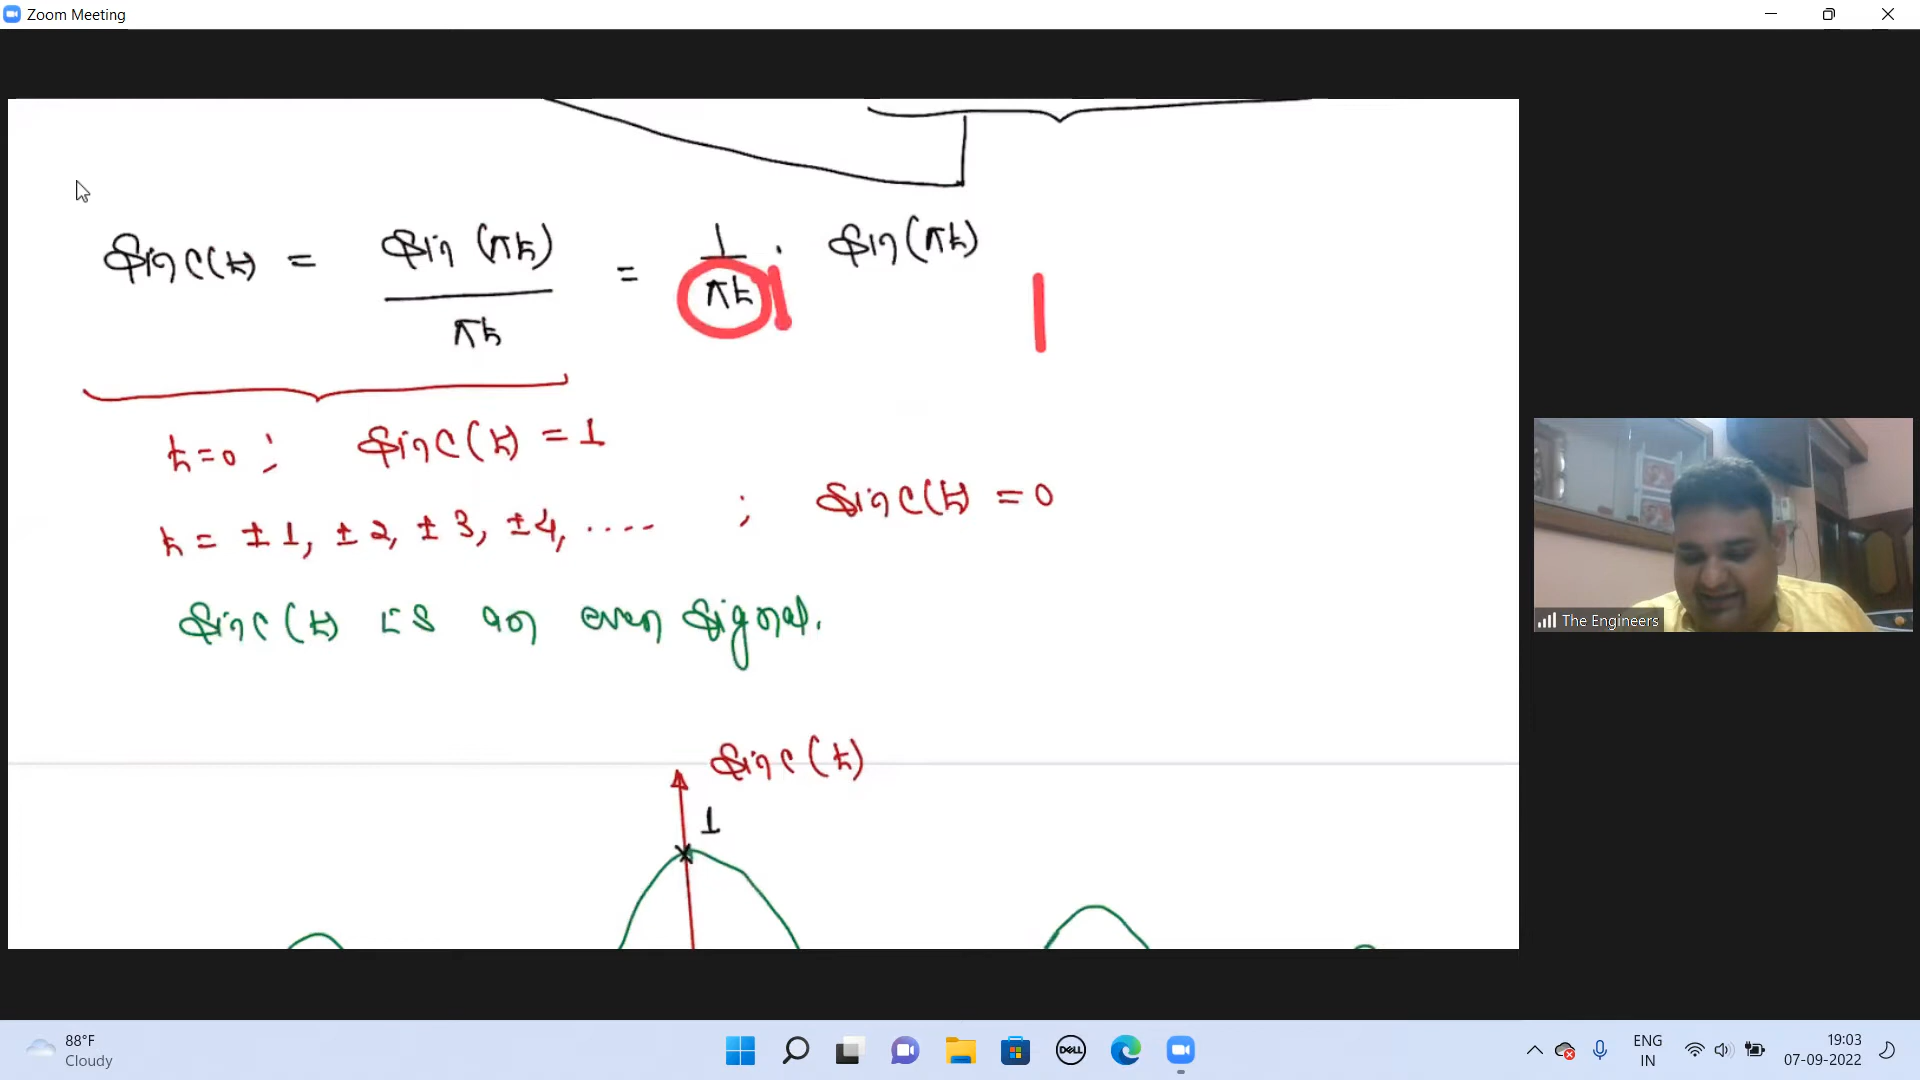 Zoom Meeting
Sinc(t) = Sin (πt) / πt = 1/πt · Sin(πt)
t=0 ; Sinc(t) = 1
t = ±1, ±2, ±3, ±4, .... ; Sinc(t) = 0
Sinc(t) is an even signal.
Sinc(t)
1
The Engineers
88°F
Cloudy
DELL
ENG
IN
19:03
07-09-2022